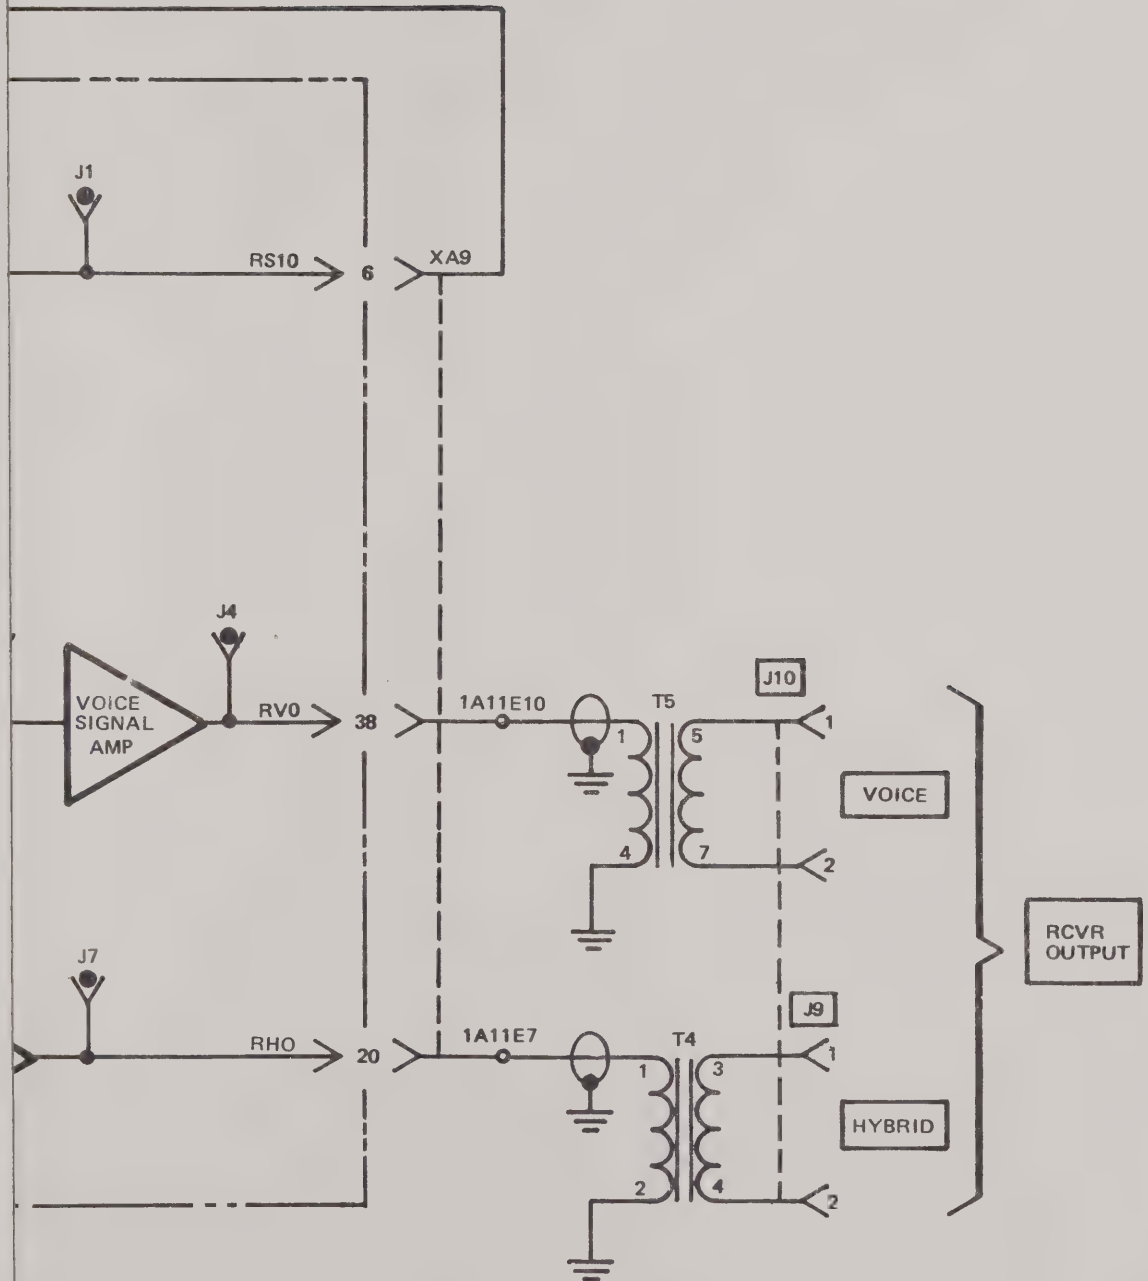 J1
RS10
6
XA9
J4
VOICE
SIGNAL
AMP
RV0
38
1A11E10
1
4
T5
5
7
J10
1
2
VOICE
RCVR
OUTPUT
J7
RHO
20
1A11E7
1
2
T4
3
4
J9
1
2
HYBRID